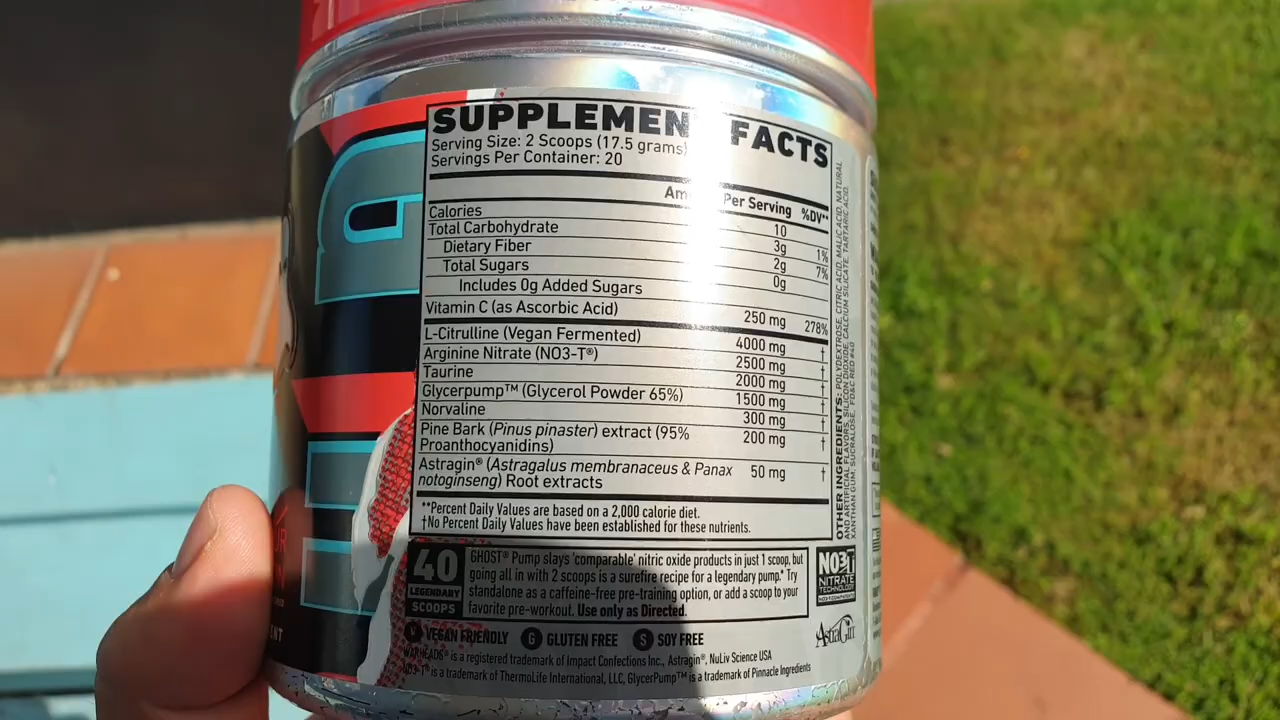 SUPPLEMEN FACTS
Serving Size: 2 Scoops (17.5 grams)
Servings Per Container: 20
Am Per Serving %DV**
Calories 10
Total Carbohydrate 3g 1%
Dietary Fiber 2g 7%
Total Sugars 0g
Includes 0g Added Sugars
Vitamin C (as Ascorbic Acid) 250 mg 278%
L-Citrulline (Vegan Fermented) 4000 mg †
Arginine Nitrate (NO3-T®) 2500 mg †
Taurine 2000 mg †
Glycerpump™ (Glycerol Powder 65%) 1500 mg †
Norvaline 300 mg †
Pine Bark (Pinus pinaster) extract (95% 200 mg †
Proanthocyanidins)
Astragin® (Astragalus membranaceus & Panax 50 mg †
notoginseng) Root extracts
**Percent Daily Values are based on a 2,000 calorie diet.
†No Percent Daily Values have been established for these nutrients.
OTHER INGREDIENTS: POLYDEXTROSE, CITRIC ACID, MALIC ACID, NATURAL
AND ARTIFICIAL FLAVORS, SILICON DIOXIDE, CALCIUM SILICATE, TARTARIC ACID,
XANTHAN GUM, SUCRALOSE, FD&C RED #40
40
LEGENDARY
SCOOPS
GHOST® Pump slays 'comparable' nitric oxide products in just 1 scoop, but
going all in with 2 scoops is a surefire recipe for a legendary pump.* Try
standalone as a caffeine-free pre-training option, or add a scoop to your
favorite pre-workout. Use only as Directed.
NO3-T
NITRATE
TECHNOLOGY
V VEGAN FRIENDLY G GLUTEN FREE S SOY FREE
AstraGin
WARHEADS® is a registered trademark of Impact Confections Inc., Astragin®, NuLiv Science USA
NO3-T® is a trademark of ThermoLife International, LLC, GlycerPump™ is a trademark of Pinnacle Ingredients